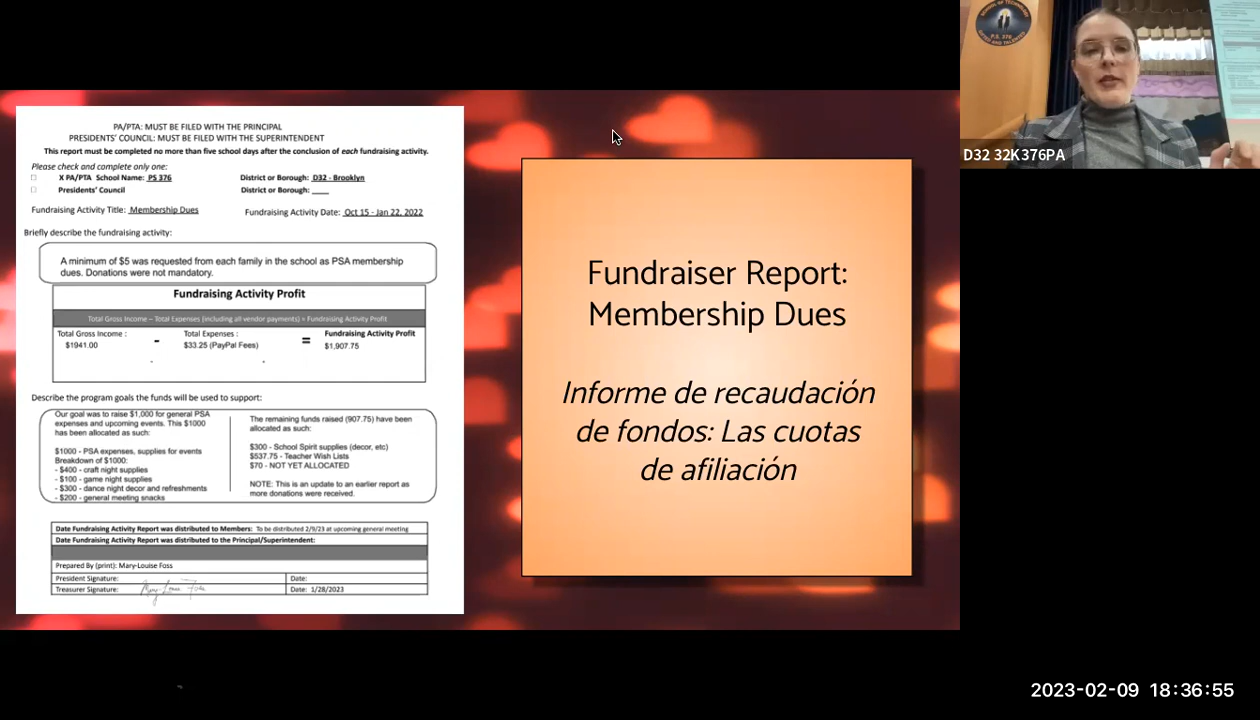 PA/PTA: MUST BE FILED WITH THE PRINCIPAL
PRESIDENTS' COUNCIL: MUST BE FILED WITH THE SUPERINTENDENT
This report must be completed no more than five school days after the conclusion of each fundraising activity.
Please check and complete only one:
X PA/PTA School Name: PS 376 District or Borough: D32 - Brooklyn
Presidents' Council District or Borough: ____
Fundraising Activity Title: Membership Dues Fundraising Activity Date: Oct 15 - Jan 22, 2022
Briefly describe the fundraising activity:
A minimum of $5 was requested from each family in the school as PSA membership
dues. Donations were not mandatory.
Fundraising Activity Profit
Total Gross Income – Total Expenses (including all vendor payments) = Fundraising Activity Profit
Total Gross Income : Total Expenses : Fundraising Activity Profit
$1941.00 - $33.25 (PayPal Fees) = $1,907.75
Describe the program goals the funds will be used to support:
Our goal was to raise $1,000 for general PSA
expenses and upcoming events. This $1000
has been allocated as such:
$1000 - PSA expenses, supplies for events
Breakdown of $1000:
- $400 - craft night supplies
- $100 - game night supplies
- $300 - dance night decor and refreshments
- $200 - general meeting snacks
The remaining funds raised (907.75) have been
allocated as such:
$300 - School Spirit supplies (decor, etc)
$537.75 - Teacher Wish Lists
$70 - NOT YET ALLOCATED
NOTE: This is an update to an earlier report as
more donations were received.
Date Fundraising Activity Report was distributed to Members: To be distributed 2/9/23 at upcoming general meeting
Date Fundraising Activity Report was distributed to the Principal/Superintendent:
Prepared By (print): Mary-Louise Foss
President Signature: Date:
Treasurer Signature: Mary-Louise Foss Date: 1/28/2023
Fundraiser Report:
Membership Dues
Informe de recaudación
de fondos: Las cuotas
de afiliación
D32 32K376PA
2023-02-09 18:36:55